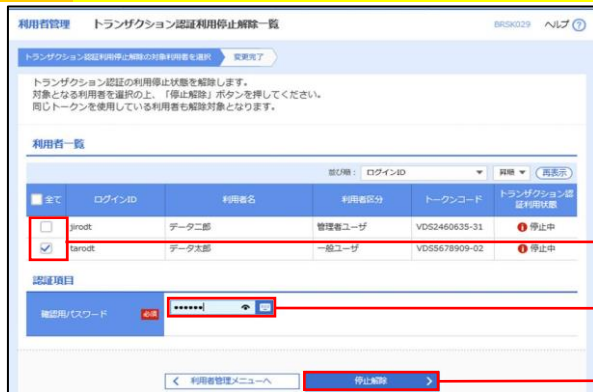 利用者管理 トランザクション認証利用停止解除一覧 BRSK029 ヘルプ ?
トランザクション認証利用停止解除の対象利用者を選択 変更完了
トランザクション認証の利用停止状態を解除します。
対象となる利用者を選択の上、「停止解除」ボタンを押してください。
同じトークンを使用している利用者も解除対象となります。
利用者一覧
並び順： ログインID 昇順 再表示
全て ログインID 利用者名 利用者区分 トークンコード トランザクション認証利用状態
jirodt データ二郎 管理者ユーザ VDS2460635-31 停止中
tarodt データ太郎 一般ユーザ VDS5678909-02 停止中
認証項目
確認用パスワード 必須 ••••••
利用者管理メニューへ 停止解除